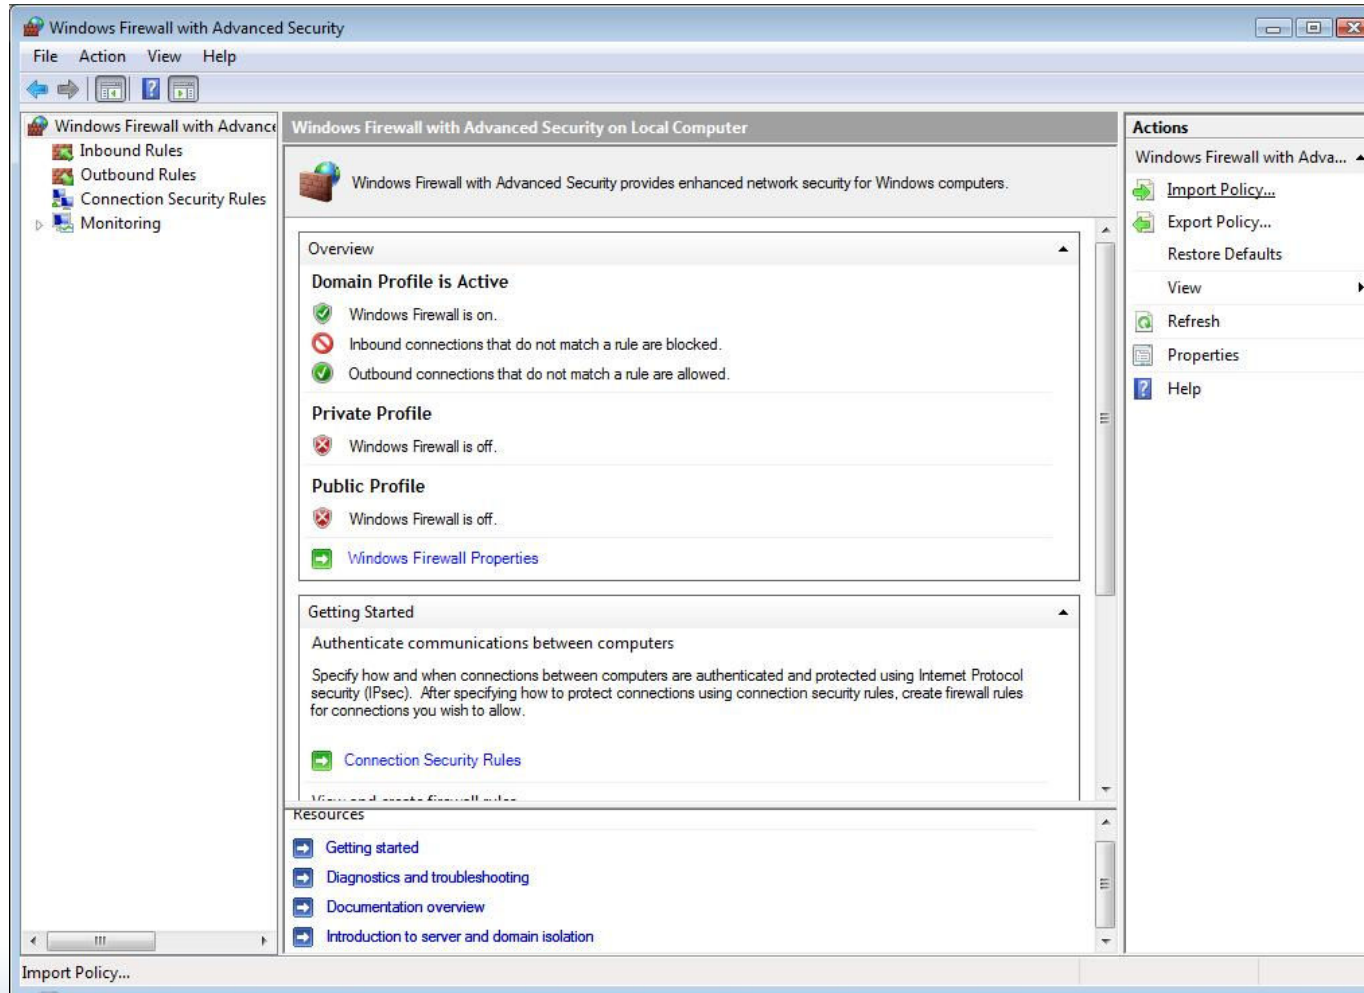 Windows Firewall with Advanced Security
File Action View Help
Windows Firewall with Advance
Inbound Rules
Outbound Rules
Connection Security Rules
Monitoring
Windows Firewall with Advanced Security on Local Computer
Windows Firewall with Advanced Security provides enhanced network security for Windows computers.
Overview
Domain Profile is Active
Windows Firewall is on.
Inbound connections that do not match a rule are blocked.
Outbound connections that do not match a rule are allowed.
Private Profile
Windows Firewall is off.
Public Profile
Windows Firewall is off.
Windows Firewall Properties
Getting Started
Authenticate communications between computers
Specify how and when connections between computers are authenticated and protected using Internet Protocol
security (IPsec). After specifying how to protect connections using connection security rules, create firewall rules
for connections you wish to allow.
Connection Security Rules
View and create firewall rules
Resources
Getting started
Diagnostics and troubleshooting
Documentation overview
Introduction to server and domain isolation
Actions
Windows Firewall with Adva...
Import Policy...
Export Policy...
Restore Defaults
View
Refresh
Properties
Help
Import Policy...